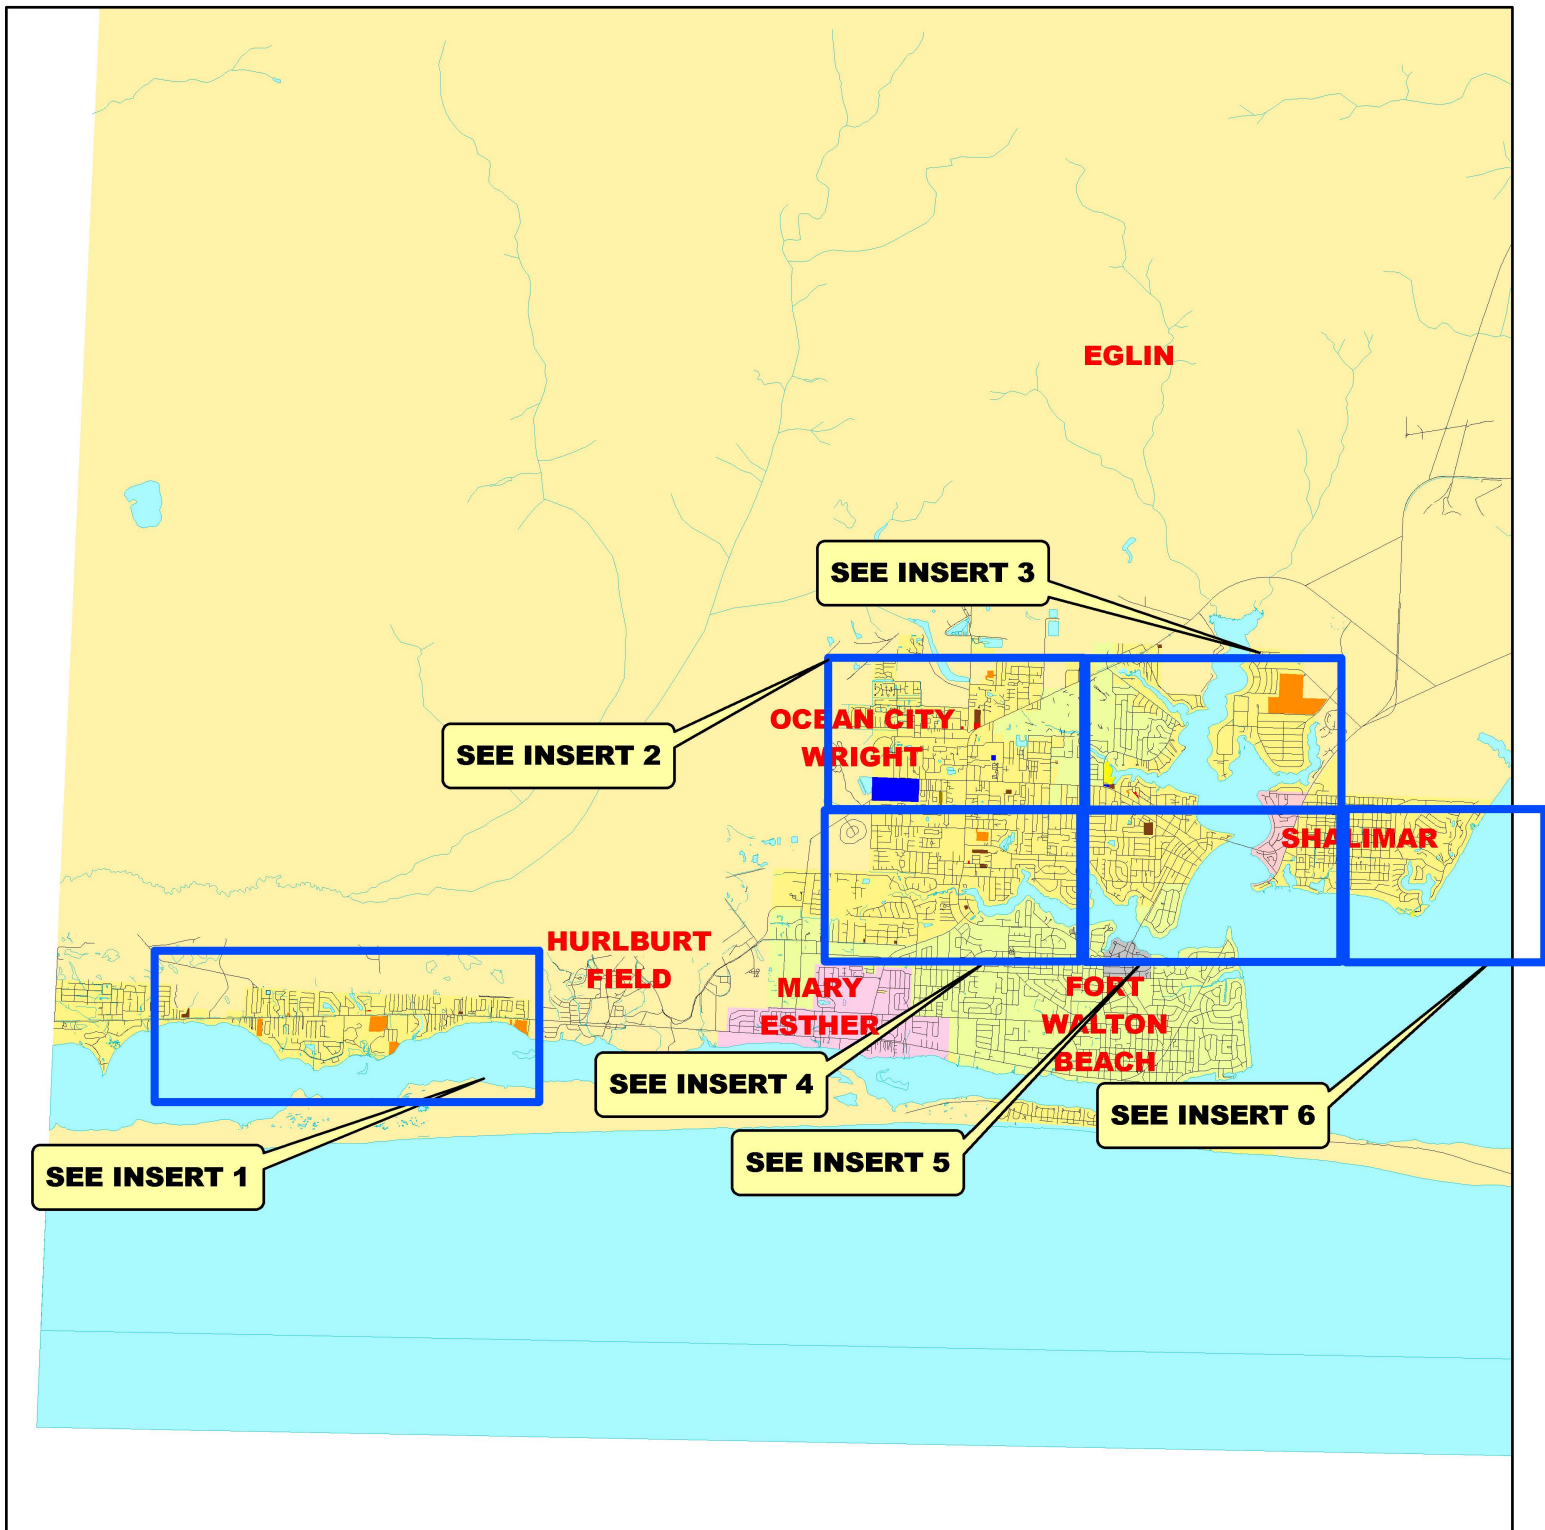 EGLIN
SEE INSERT 3
OCEAN CITY
WRIGHT
SEE INSERT 2
SHALIMAR
HURLBURT
FIELD
MARY
ESTHER
FORT
WALTON
BEACH
SEE INSERT 4
SEE INSERT 6
SEE INSERT 5
SEE INSERT 1